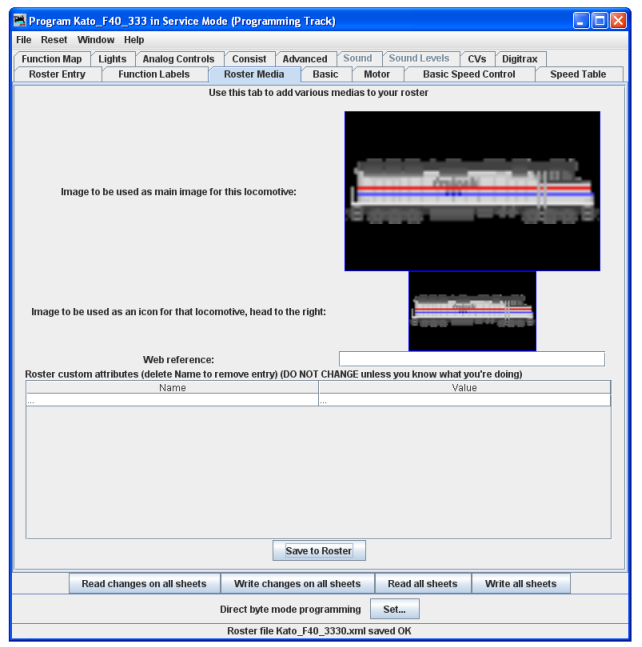 Program Kato_F40_333 in Service Mode (Programming Track)
File Reset Window Help
Function Map Lights Analog Controls Consist Advanced Sound Sound Levels CVs Digitrax
Roster Entry Function Labels Roster Media Basic Motor Basic Speed Control Speed Table
Use this tab to add various medias to your roster
Image to be used as main image for this locomotive:
Image to be used as an icon for that locomotive, head to the right:
Web reference:
Roster custom attributes (delete Name to remove entry) (DO NOT CHANGE unless you know what you're doing)
Name Value
... ...
Save to Roster
Read changes on all sheets Write changes on all sheets Read all sheets Write all sheets
Direct byte mode programming Set...
Roster file Kato_F40_3330.xml saved OK